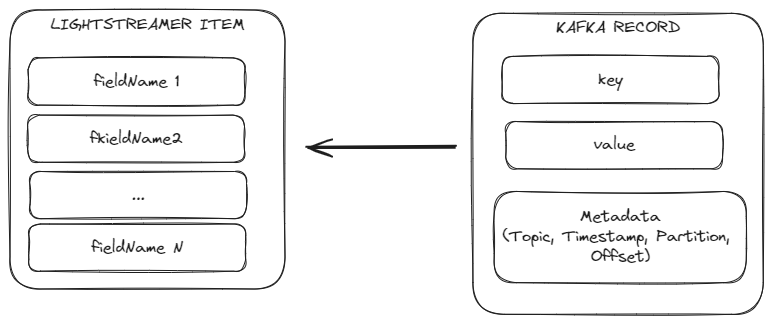 LIGHTSTREAMER ITEM
fieldName 1
fkieldName2
...
fieldName N
KAFKA RECORD
key
value
Metadata
(Topic, Timestamp, Partition,
Offset)